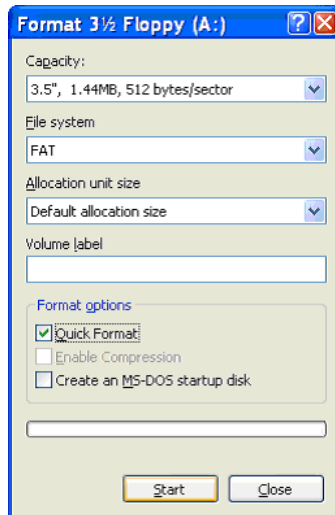 Format 3½ Floppy (A:)
Capacity:
3.5", 1.44MB, 512 bytes/sector
File system
FAT
Allocation unit size
Default allocation size
Volume label
Format options
Quick Format
Enable Compression
Create an MS-DOS startup disk
Start Close